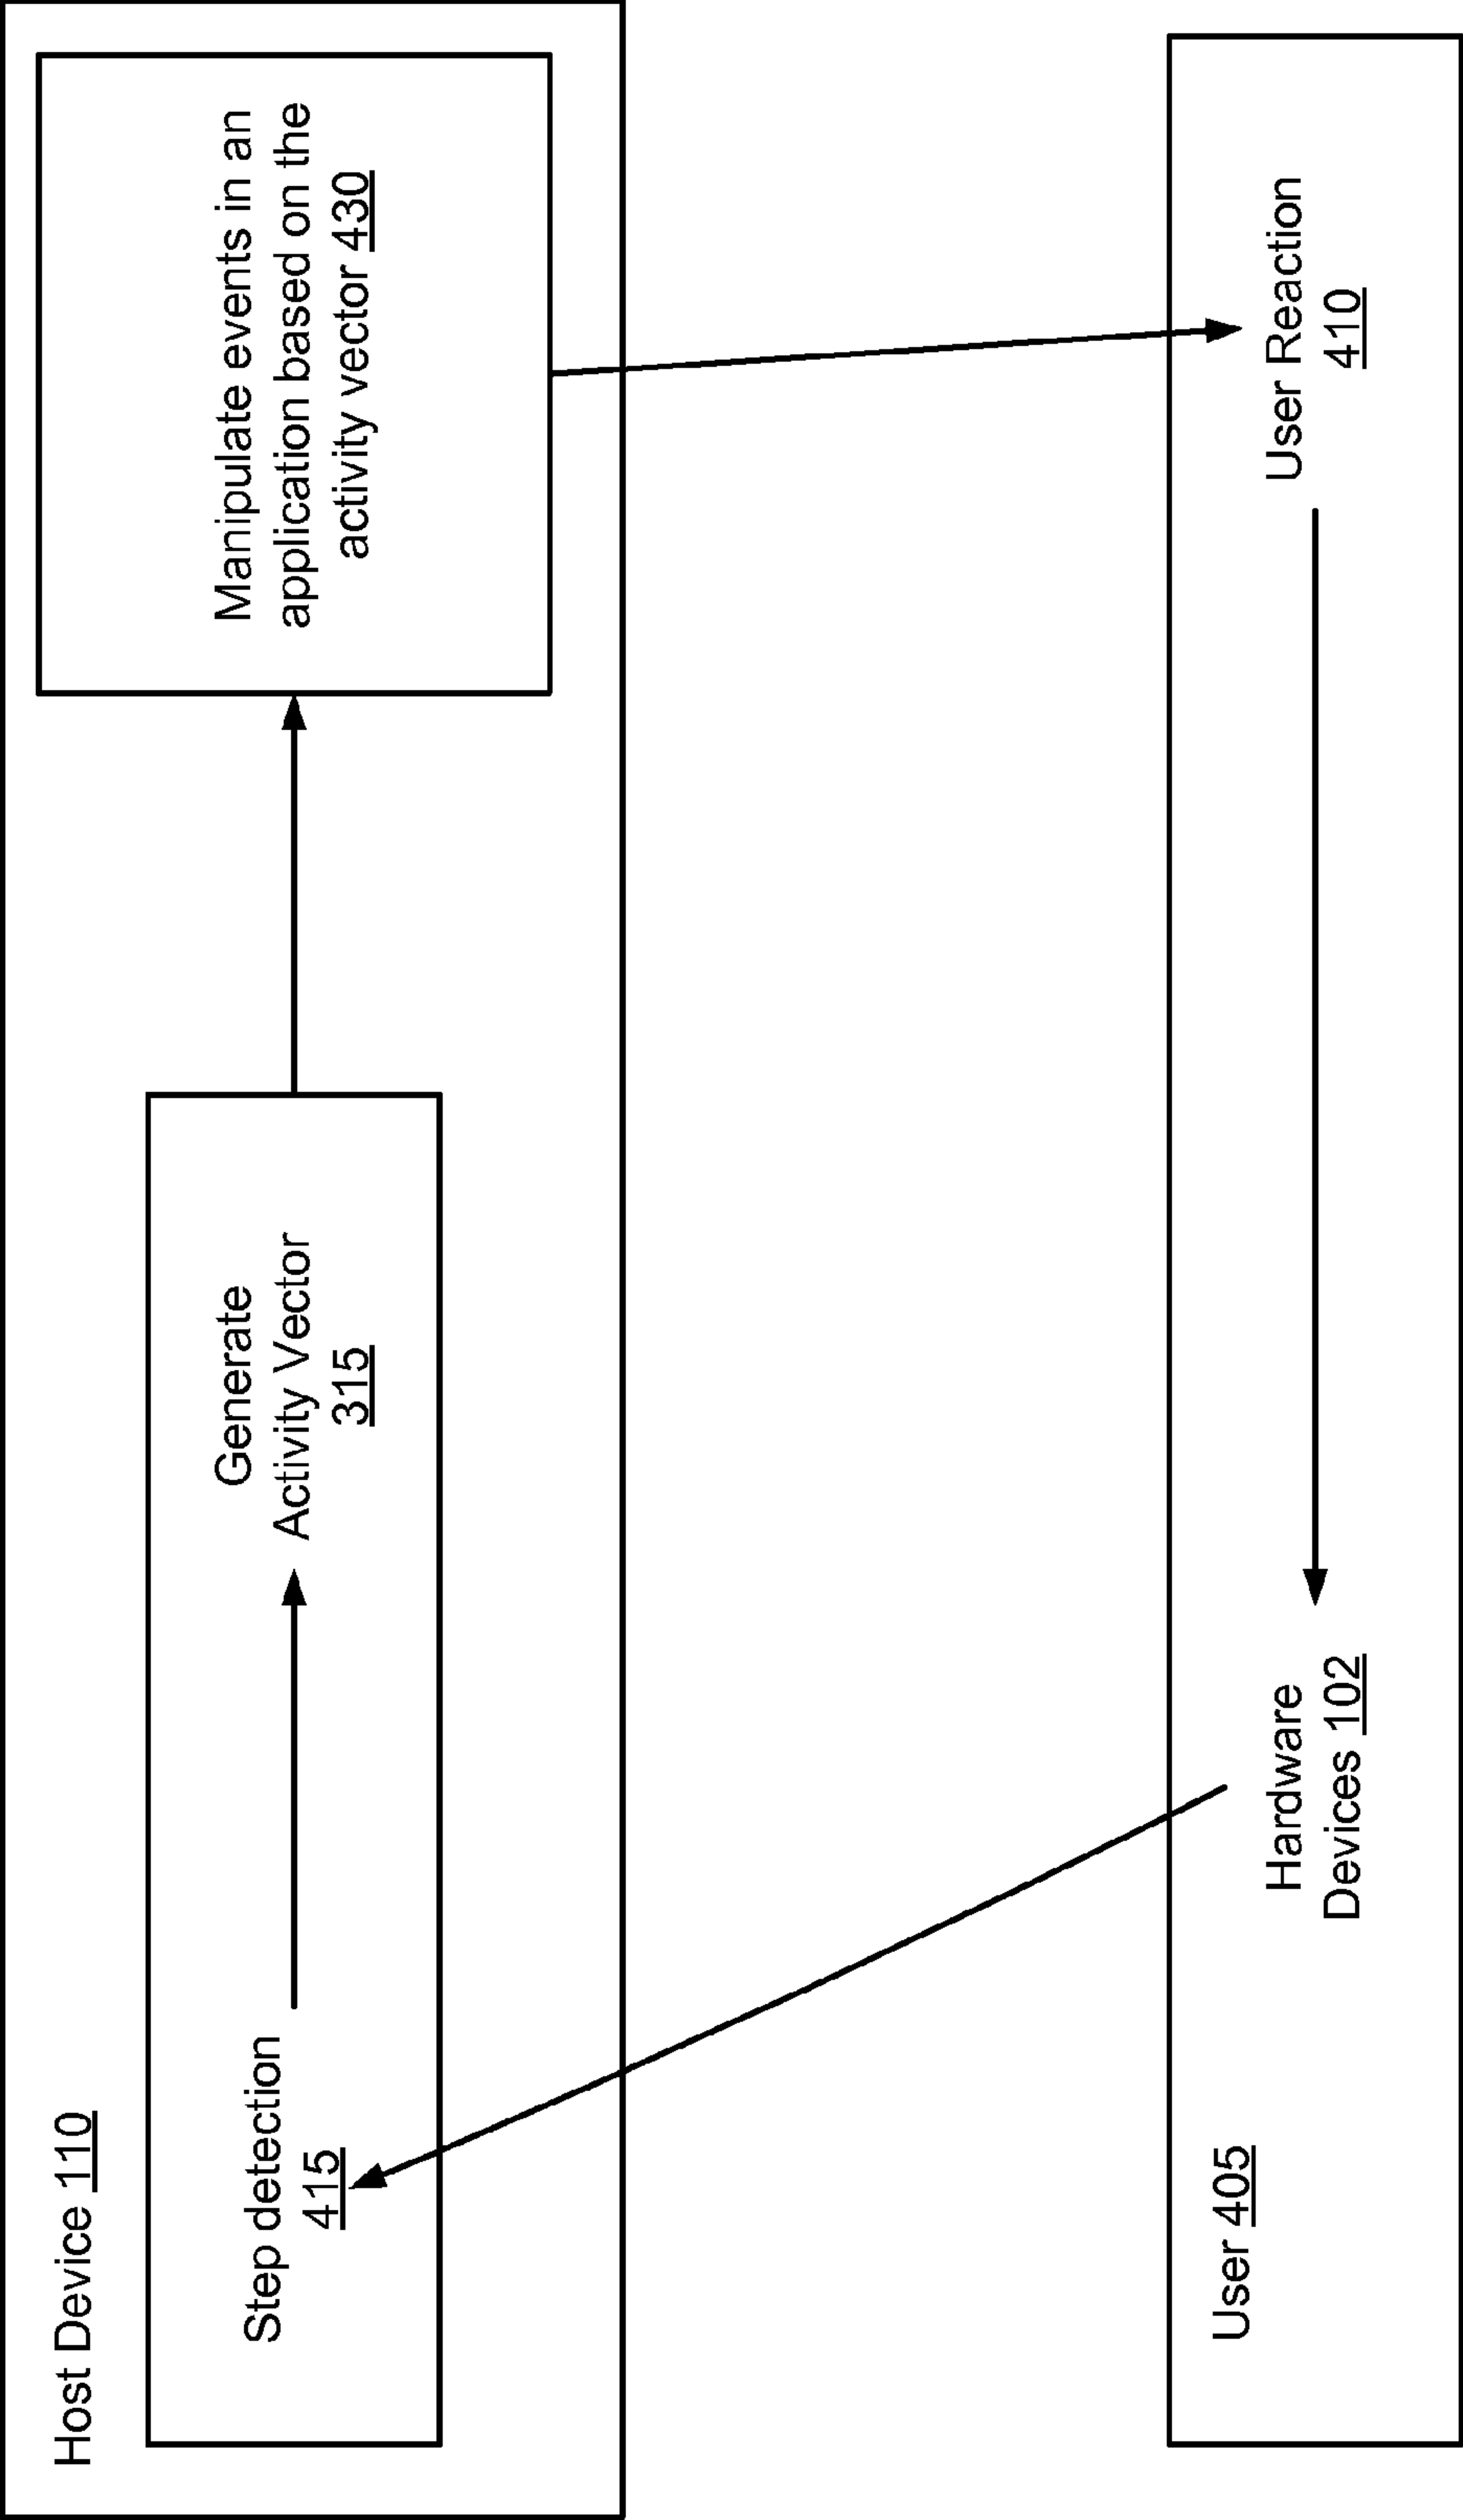 Host Device 110
Step detection
415
Generate
Activity Vector
315
Manipulate events in an
application based on the
activity vector 430
User 405
Hardware
Devices 102
User Reaction
410